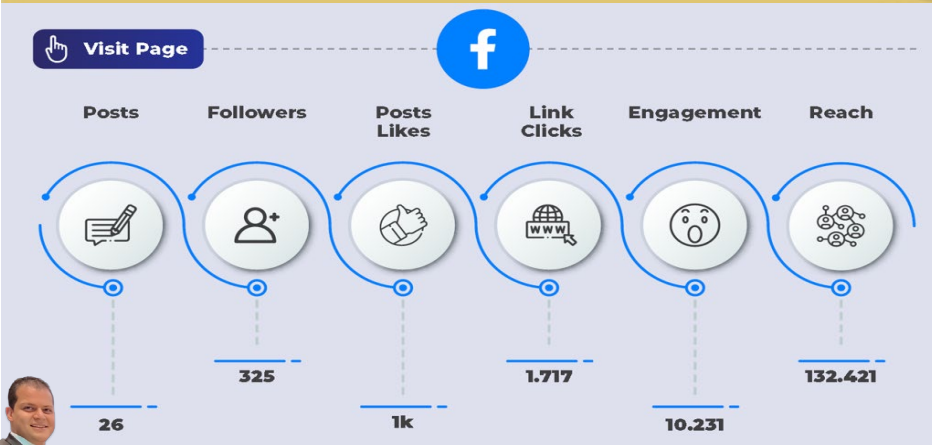 Visit Page
f
Posts
Followers
Posts
Likes
Link
Clicks
Engagement
Reach
WWW
325
1.717
132.421
26
1k
10.231